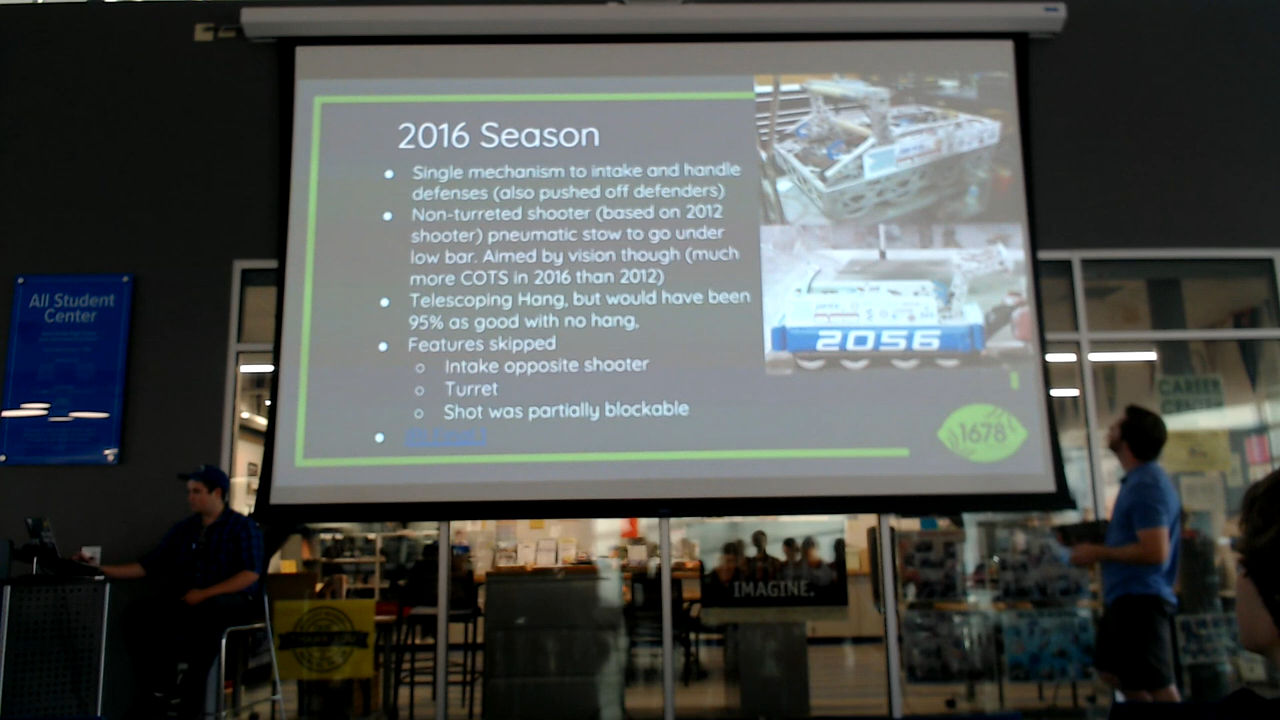 2016 Season
● Single mechanism to intake and handle
defenses (also pushed off defenders)
● Non-turreted shooter (based on 2012
shooter) pneumatic stow to go under
low bar. Aimed by vision though (much
more COTS in 2016 than 2012)
● Telescoping Hang, but would have been
95% as good with no hang.
● Features skipped
○ Intake opposite shooter
○ Turret
○ Shot was partially blockable
2056
1678
All Student
Center
CAREER
CENTER
IMAGINE.